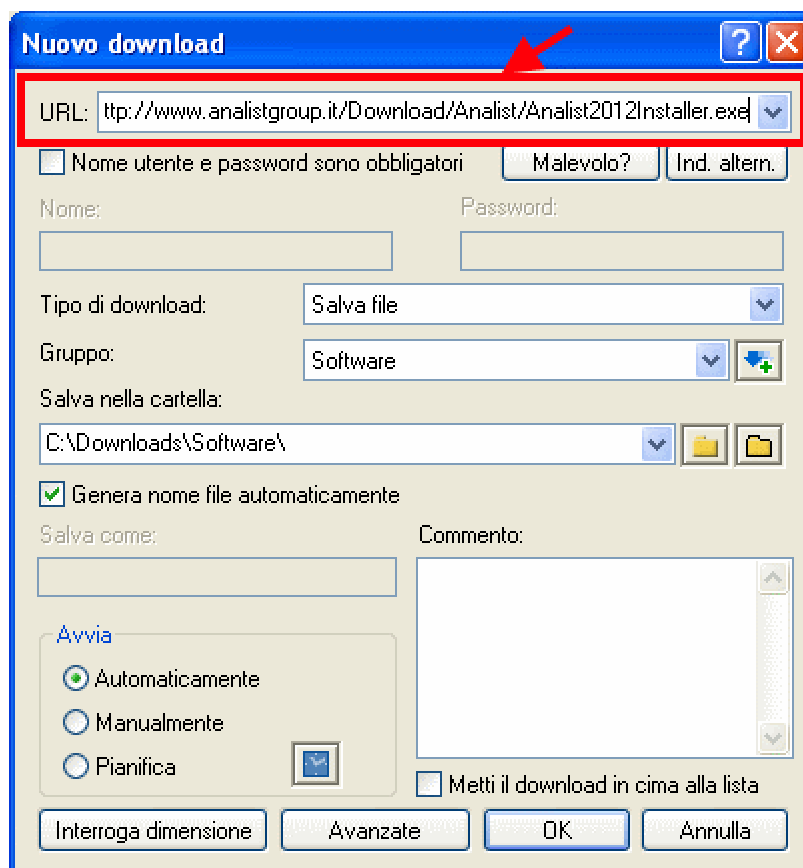 Nuovo download
URL: ttp://www.analistgroup.it/Download/Analist/Analist2012Installer.exe
Nome utente e password sono obbligatori Malevolo? Ind. altern.
Nome: Password:
Tipo di download: Salva file
Gruppo: Software
Salva nella cartella:
C:\Downloads\Software\
Genera nome file automaticamente
Salva come: Commento:
Avvia
Automaticamente
Manualmente
Pianifica
Metti il download in cima alla lista
Interroga dimensione Avanzate OK Annulla